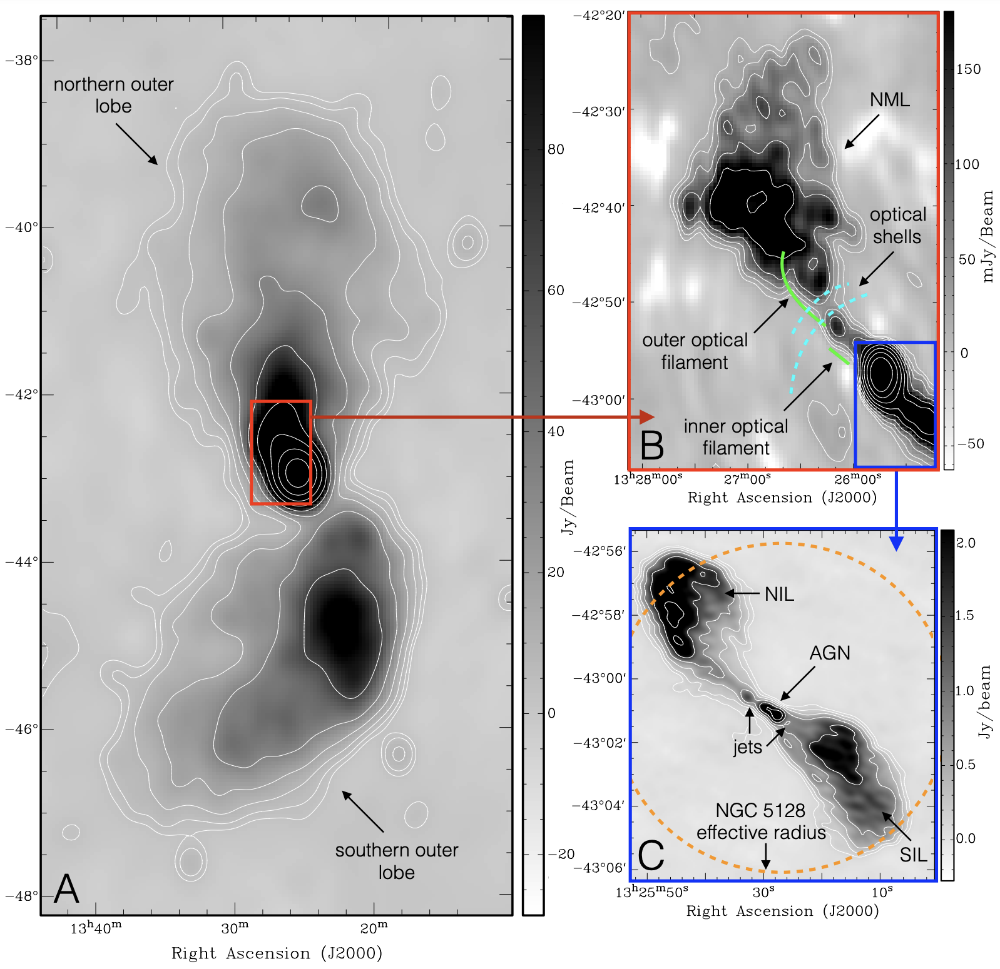 northern outer
lobe
−38°
−40°
−42°
−44°
−46°
−48°
southern outer
lobe
A
13ʰ40ᵐ
30ᵐ
20ᵐ
Right Ascension (J2000)
80
60
40
20
0
−20
Jy/Beam
−42°20′
−42°30′
−42°40′
−42°50′
−43°00′
NML
optical
shells
outer optical
filament
inner optical
filament
B
13ʰ28ᵐ00ˢ
27ᵐ00ˢ
26ᵐ00ˢ
Right Ascension (J2000)
150
100
50
0
−50
mJy/Beam
−42°56′
−42°58′
−43°00′
−43°02′
−43°04′
−43°06′
NIL
AGN
jets
NGC 5128
effective radius
SIL
C
13ʰ25ᵐ50ˢ
30ˢ
10ˢ
Right Ascension (J2000)
2.0
1.5
1.0
0.5
0.0
Jy/beam